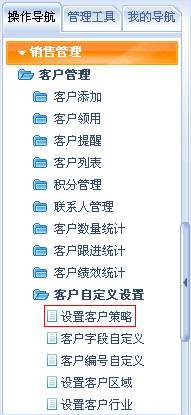 操作导航 管理工具 我的导航
销售管理
客户管理
客户添加
客户领用
客户提醒
客户列表
积分管理
联系人管理
客户数量统计
客户跟进统计
客户绩效统计
客户自定义设置
设置客户策略
客户字段自定义
客户编号自定义
设置客户区域
设置客户行业